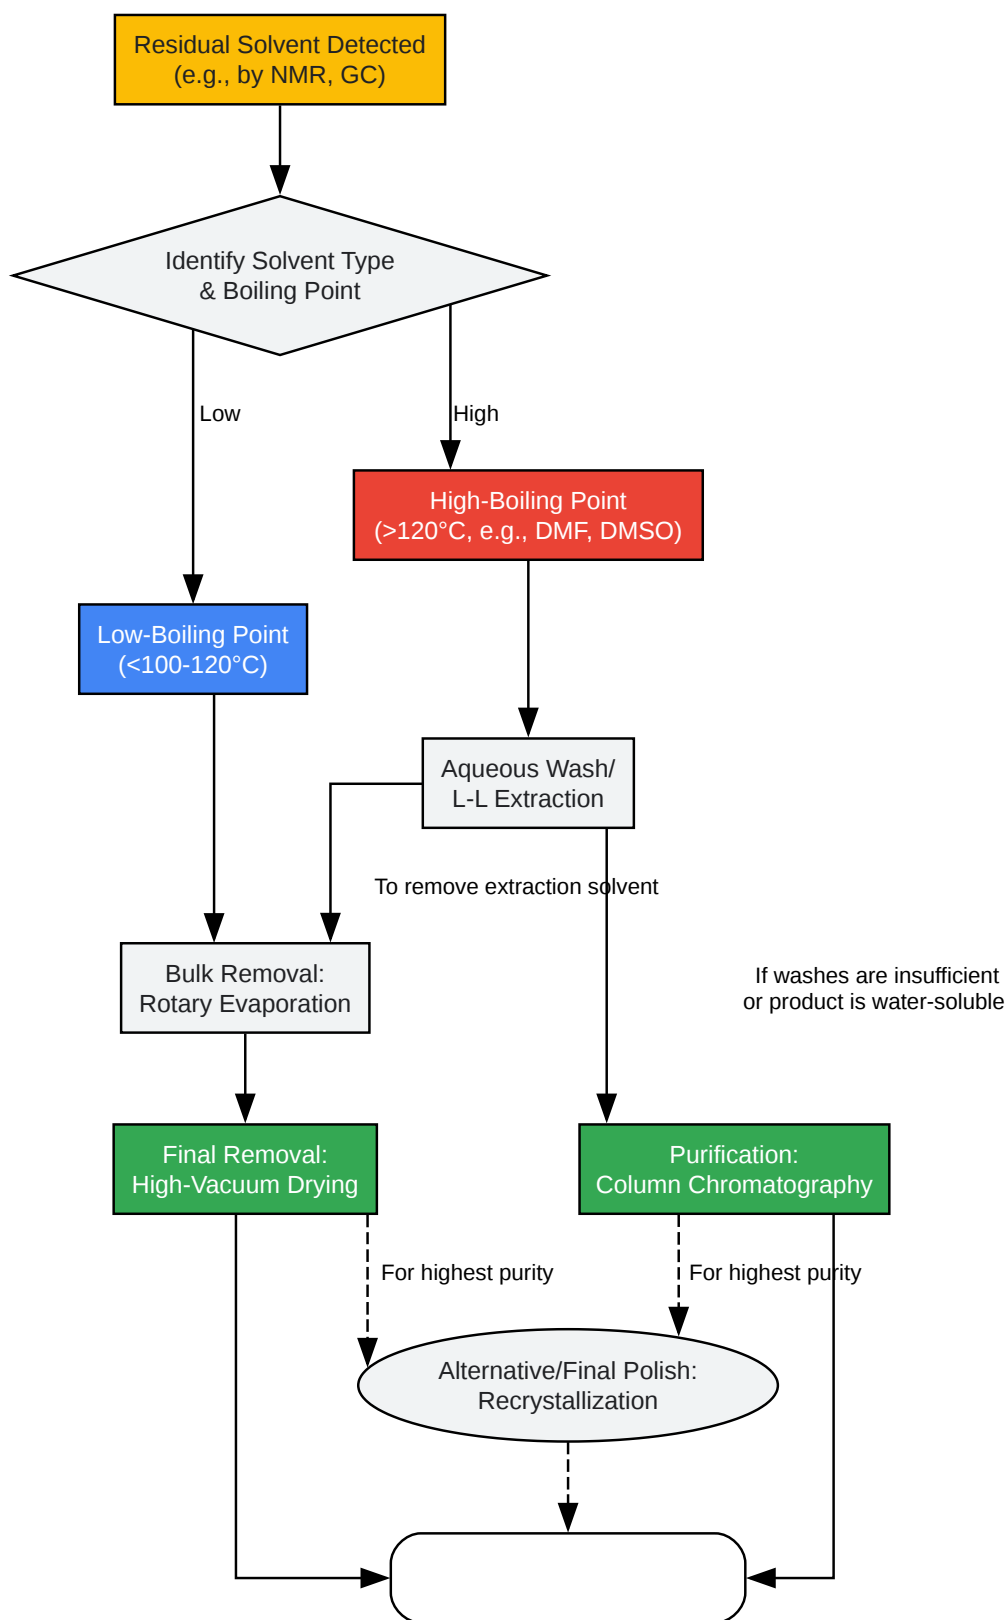 Residual Solvent Detected
(e.g., by NMR, GC)
Identify Solvent Type
& Boiling Point
Low
High
High-Boiling Point
(>120°C, e.g., DMF, DMSO)
Low-Boiling Point
(<100-120°C)
Aqueous Wash/
L-L Extraction
To remove extraction solvent
If washes are insufficient
or product is water-soluble
Bulk Removal:
Rotary Evaporation
Final Removal:
High-Vacuum Drying
Purification:
Column Chromatography
For highest purity
For highest purity
Alternative/Final Polish:
Recrystallization